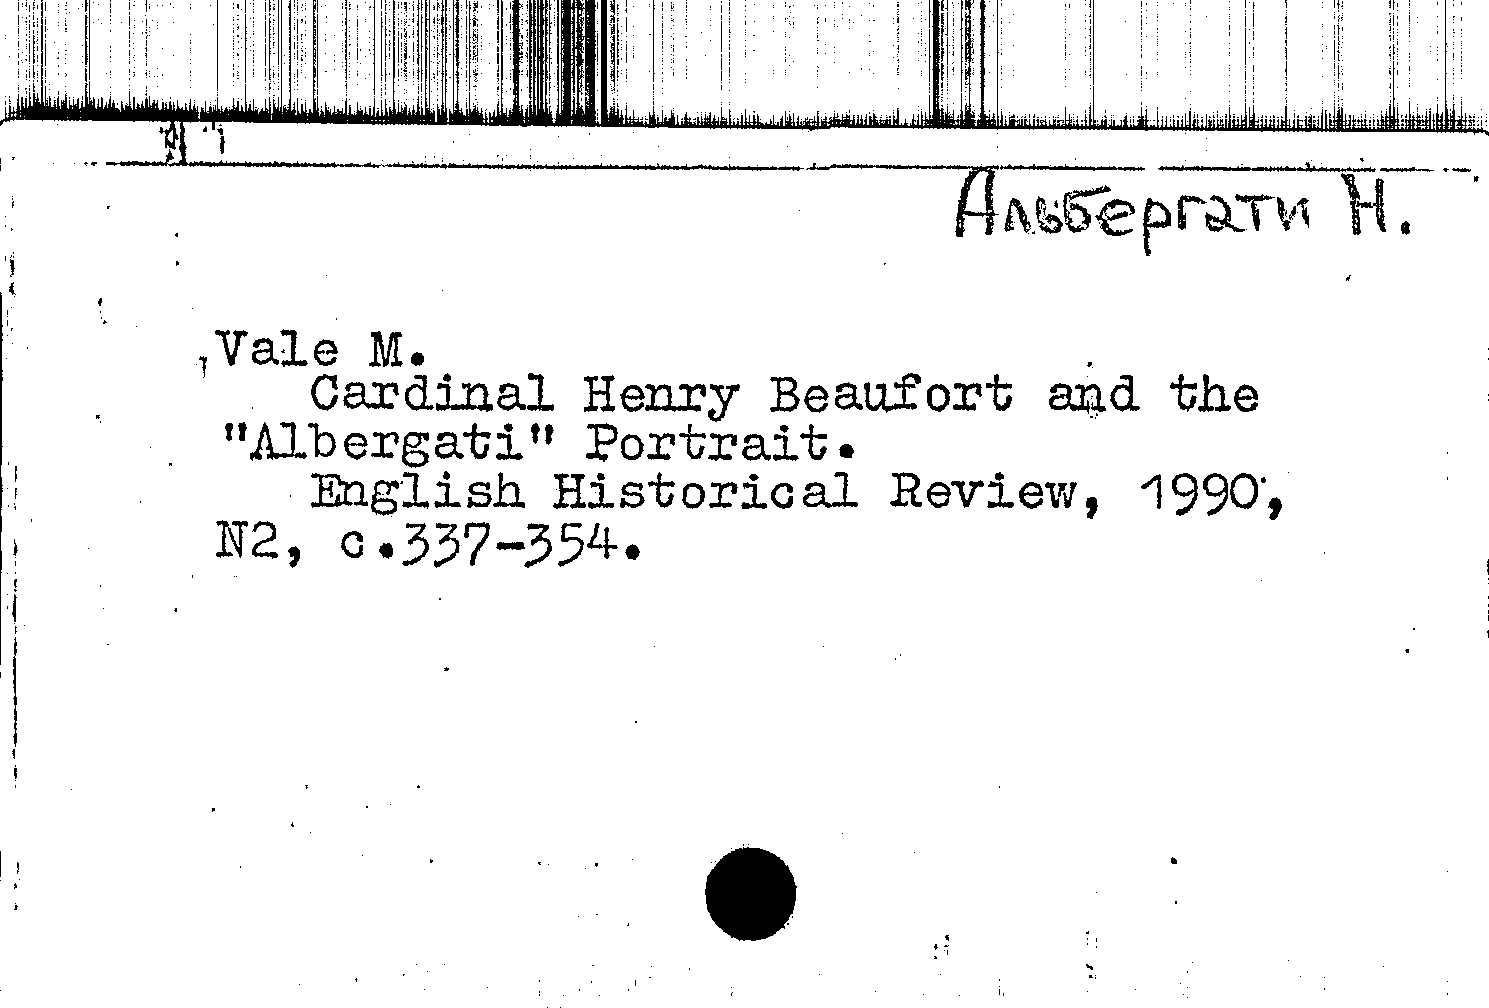 Альбергати Н.
Vale M.
Cardinal Henry Beaufort and the
"Albergati" Portrait.
English Historical Review, 1990,
N2, c.337-354.